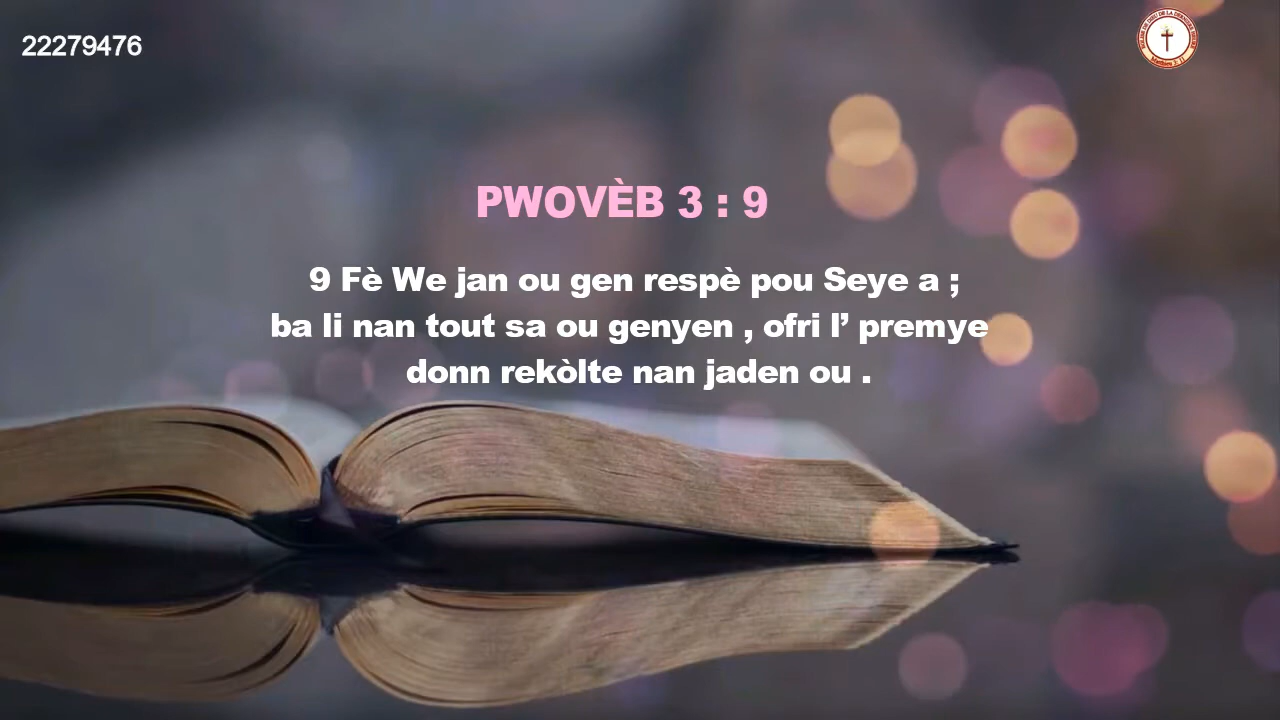 22279476
PWOVÈB 3 : 9
9 Fè We jan ou gen respè pou Seye a ;
ba li nan tout sa ou genyen , ofri l’ premye
donn rekòlte nan jaden ou .